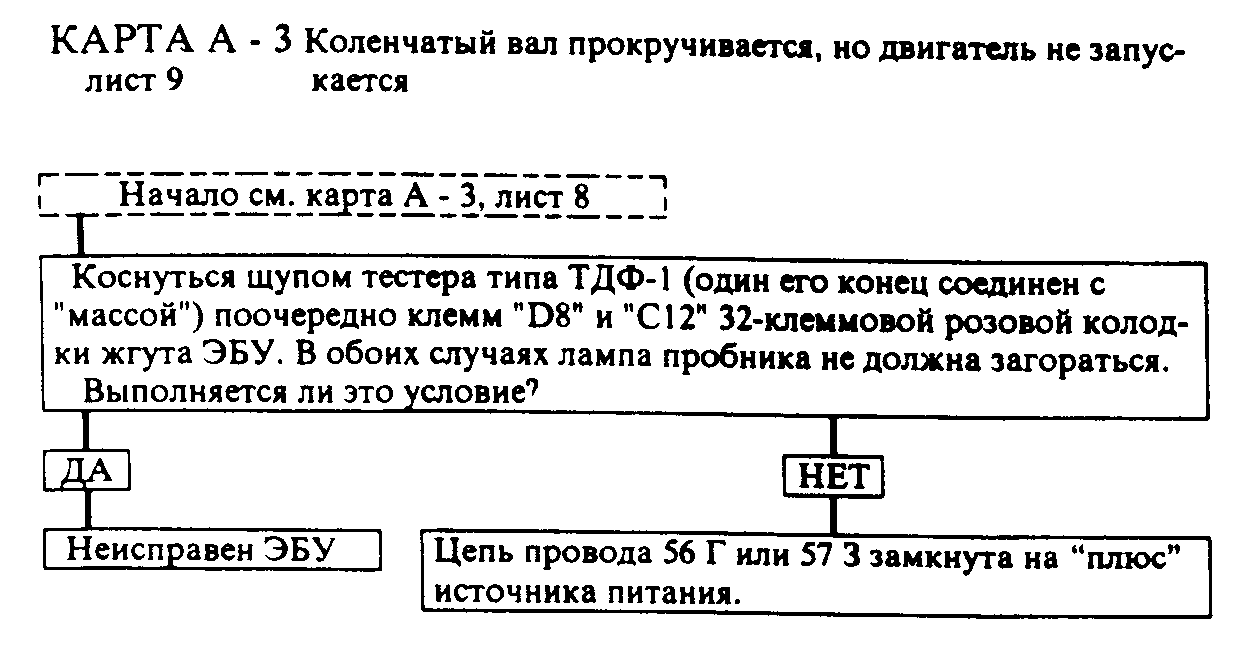 КАРТА А - 3 Коленчатый вал прокручивается, но двигатель не запус-
лист 9 кается
Начало см. карта А - 3, лист 8
Коснуться щупом тестера типа ТДФ-1 (один его конец соединен с
"массой") поочередно клемм "D8" и "C12" 32-клеммовой розовой колод-
ки жгута ЭБУ. В обоих случаях лампа пробника не должна загораться.
Выполняется ли это условие?
ДА
НЕТ
Неисправен ЭБУ
Цепь провода 56 Г или 57 З замкнута на “плюс”
источника питания.